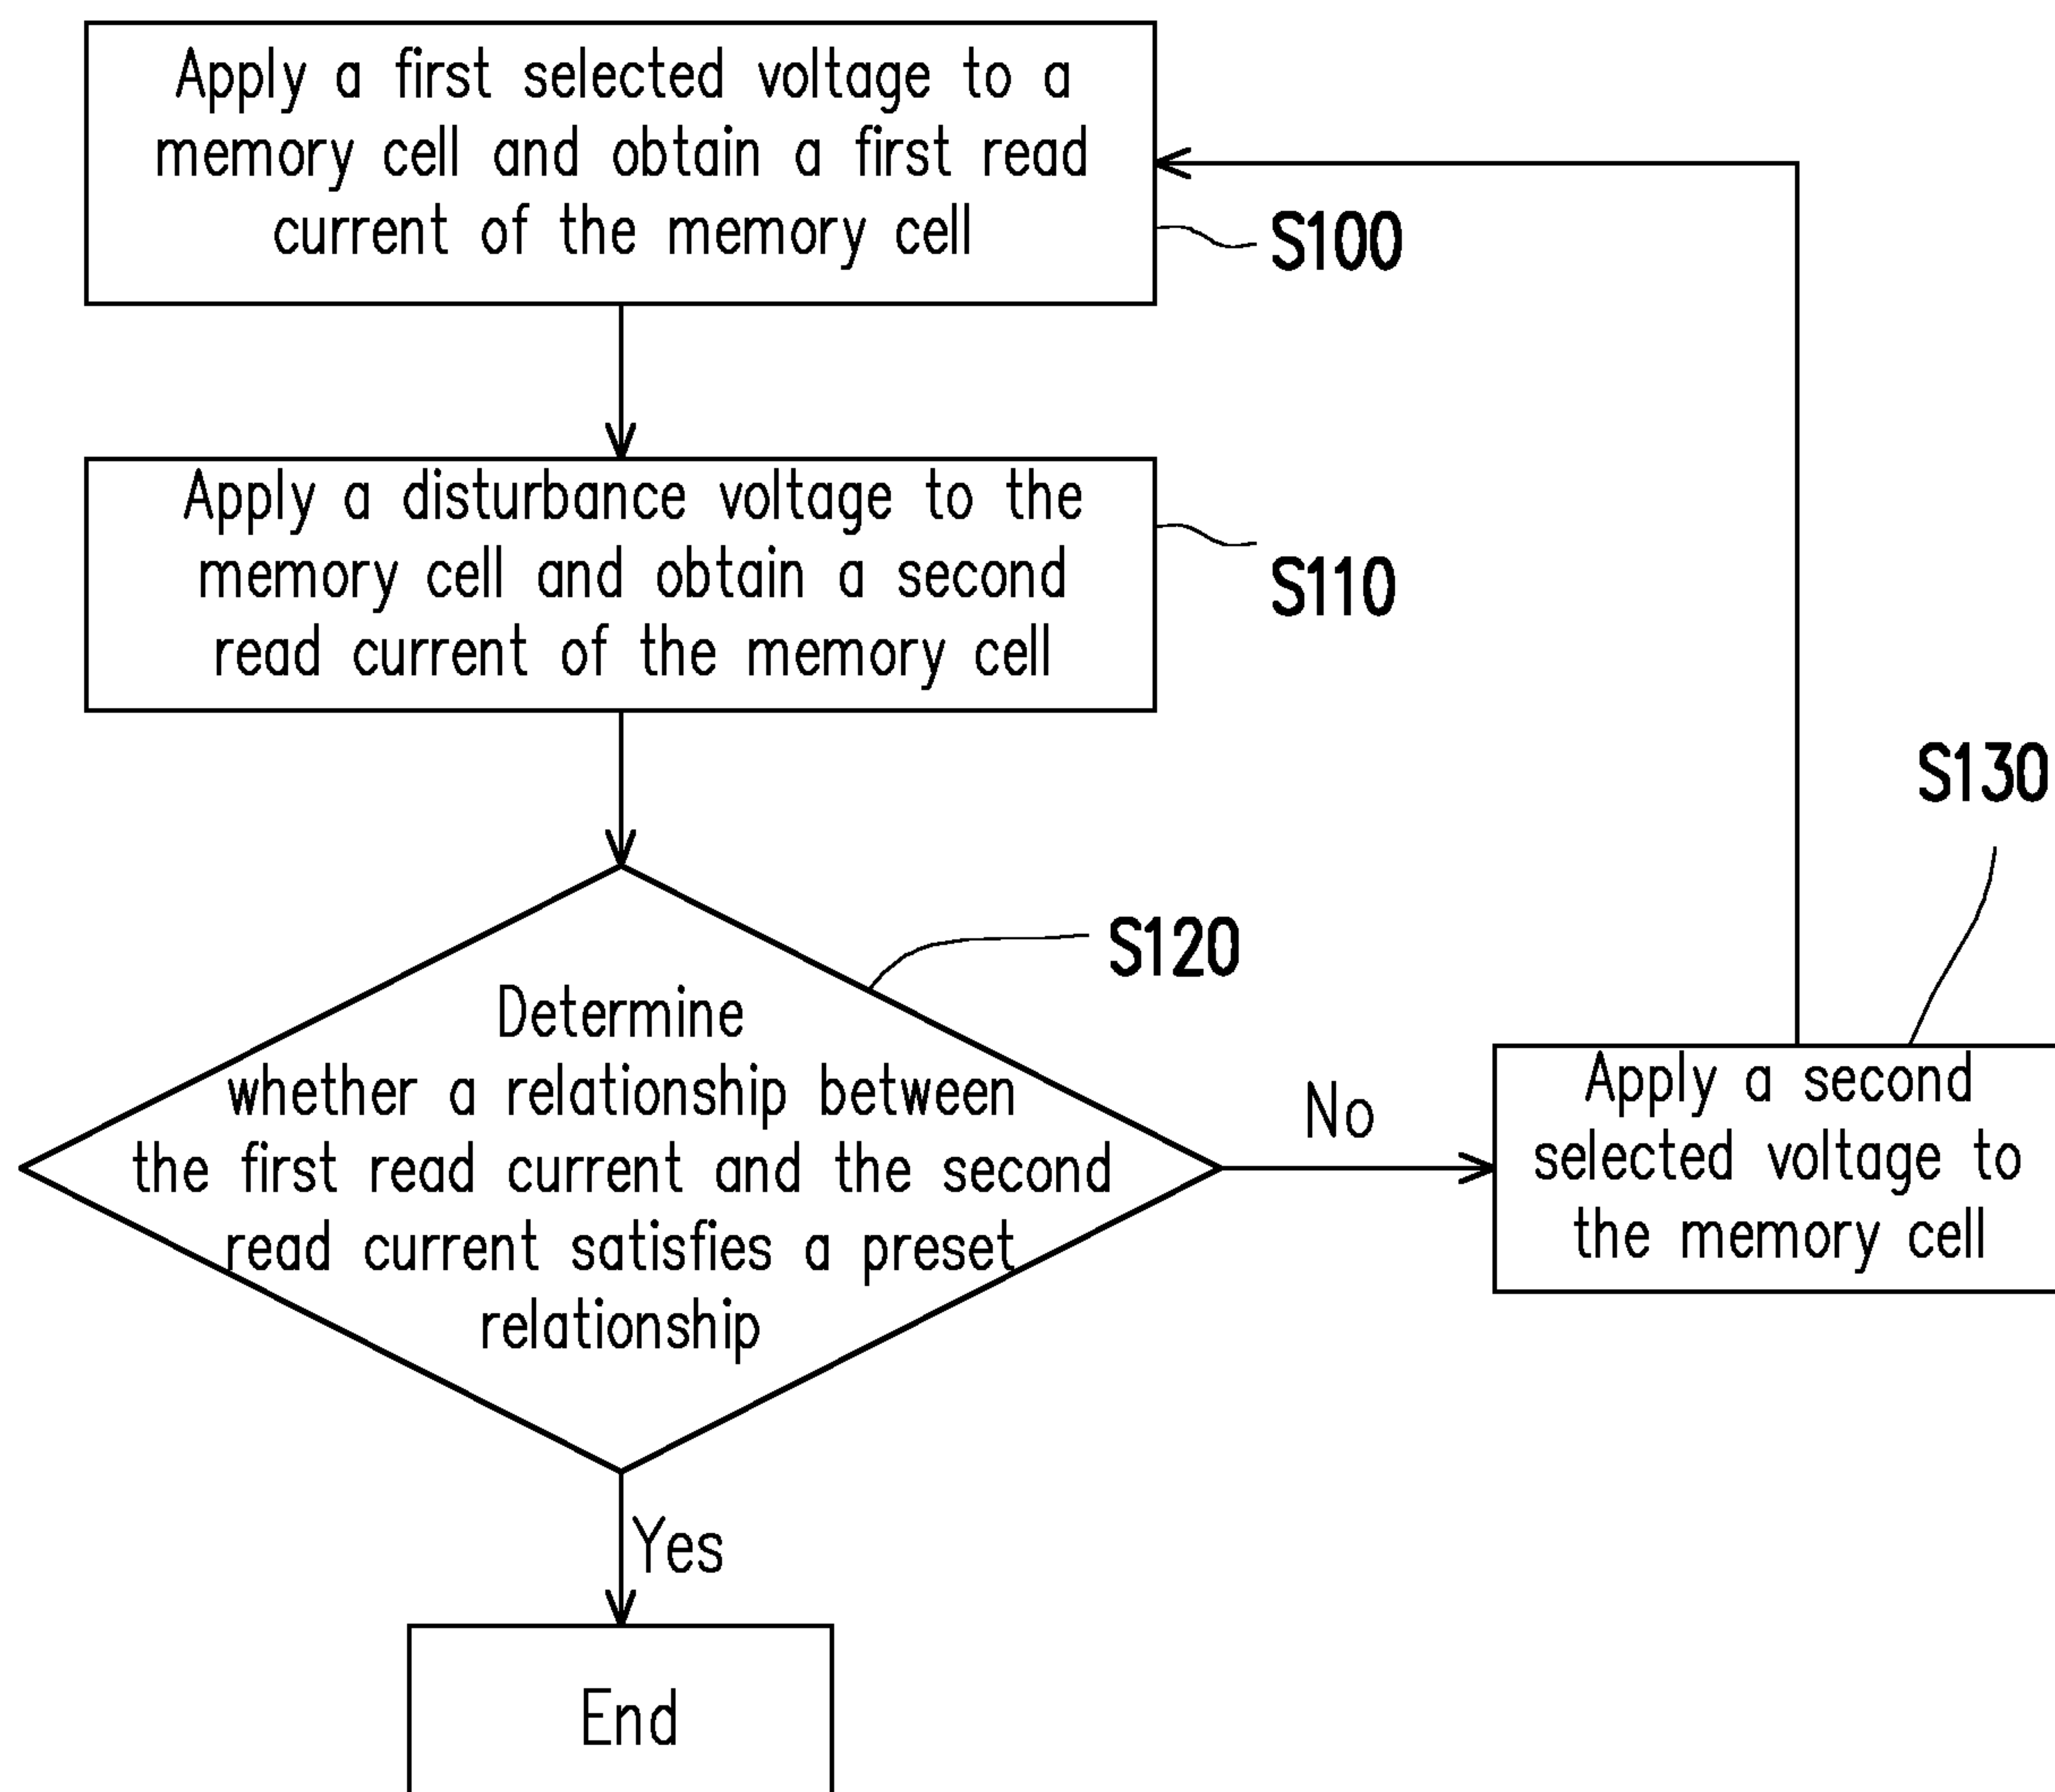 Apply a first selected voltage to a
memory cell and obtain a first read
current of the memory cell
S100
Apply a disturbance voltage to the
memory cell and obtain a second
read current of the memory cell
S110
S130
S120
Determine
whether a relationship between
the first read current and the second
read current satisfies a preset
relationship
No
Apply a second
selected voltage to
the memory cell
Yes
End